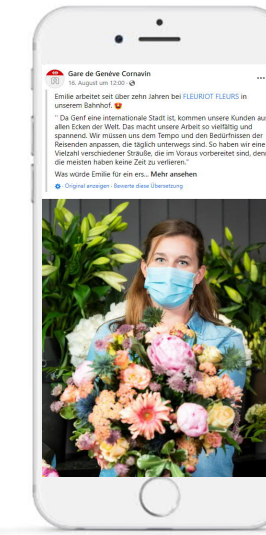 Gare de Genève Cornavin
16. August um 12:00 ·
Emilie arbeitet seit über zehn Jahren bei FLEURIOT FLEURS in
unserem Bahnhof.
" Da Genf eine internationale Stadt ist, kommen unsere Kunden aus
allen Ecken der Welt. Das macht unsere Arbeit so vielfältig und
spannend. Wir müssen uns dem Tempo und den Bedürfnissen der
Reisenden anpassen, die täglich unterwegs sind. So haben wir eine
Vielzahl verschiedener Sträuße, die im Voraus vorbereitet sind, denn
die meisten haben keine Zeit zu verlieren."
Was würde Emilie für ein ers... Mehr ansehen
· Original anzeigen · Bewerte diese Übersetzung